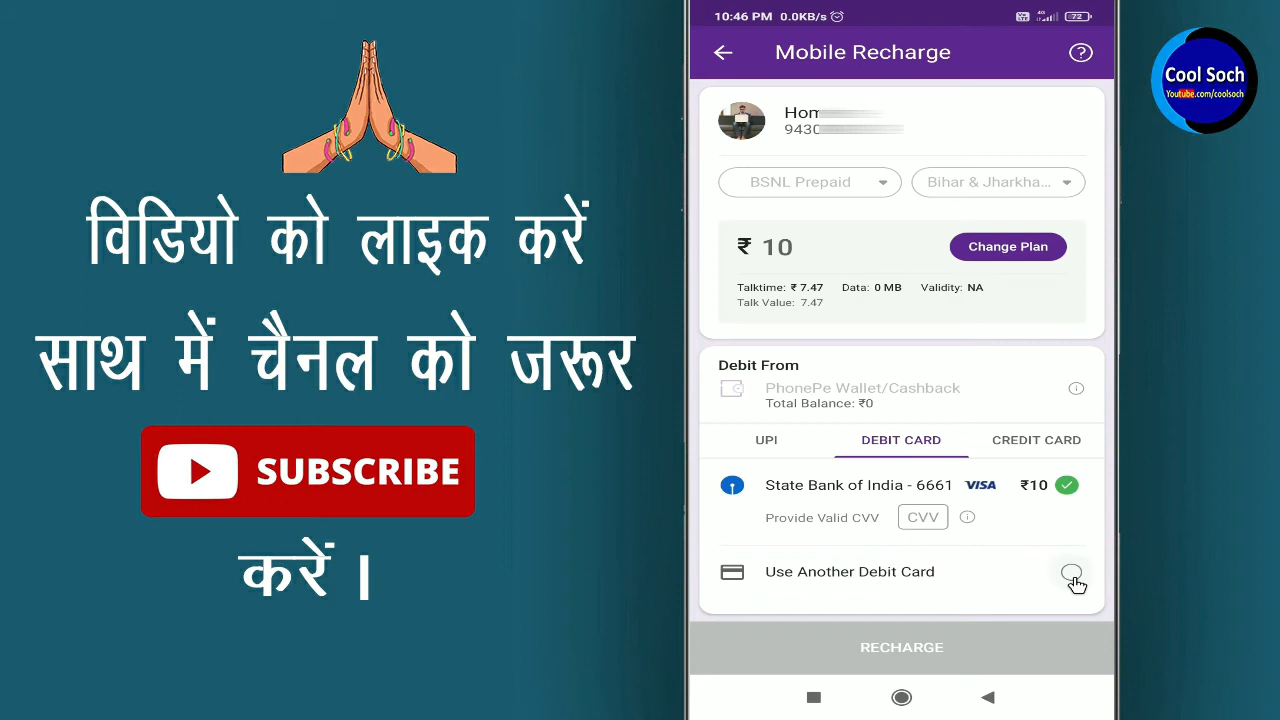 विडियो को लाइक करें
साथ में चैनल को जरूर
SUBSCRIBE
करें।
10:46 PM 0.0KB/s 4G 72
Mobile Recharge
Cool Soch
Youtube.com/coolsoch
9430
BSNL Prepaid Bihar & Jharkha...
₹ 10 Change Plan
Talktime: ₹ 7.47 Data: 0 MB Validity: NA
Talk Value: 7.47
Debit From
PhonePe Wallet/Cashback
Total Balance: ₹0
UPI DEBIT CARD CREDIT CARD
State Bank of India - 6661 VISA ₹10
Provide Valid CVV CVV
Use Another Debit Card
RECHARGE